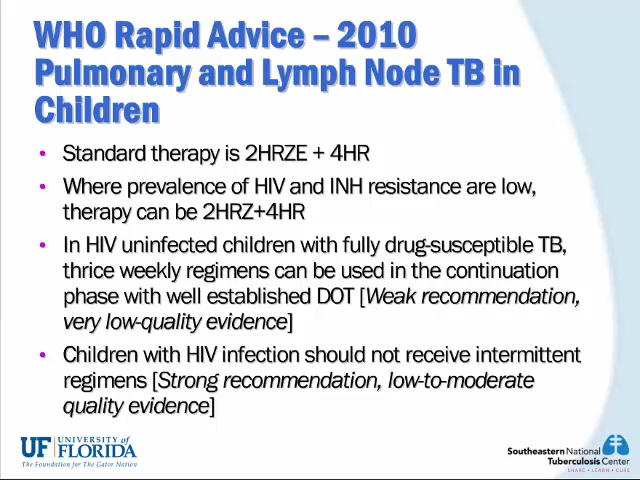 WHO Rapid Advice – 2010
Pulmonary and Lymph Node TB in
Children
• Standard therapy is 2HRZE + 4HR
• Where prevalence of HIV and INH resistance are low,
therapy can be 2HRZ+4HR
• In HIV uninfected children with fully drug-susceptible TB,
thrice weekly regimens can be used in the continuation
phase with well established DOT [Weak recommendation,
very low-quality evidence]
• Children with HIV infection should not receive intermittent
regimens [Strong recommendation, low-to-moderate
quality evidence]
UF UNIVERSITY of
FLORIDA
The Foundation for The Gator Nation
Southeastern National
Tuberculosis Center
SHARE • LEARN • CURE